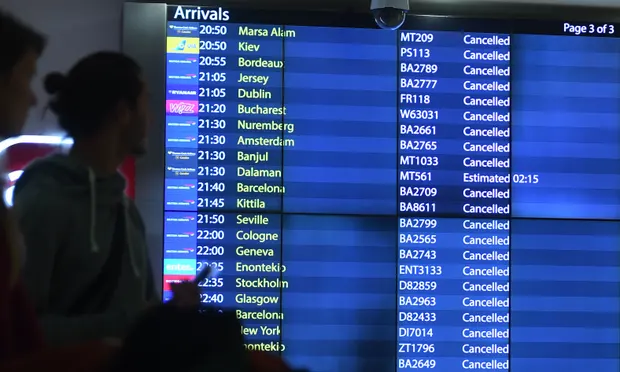 Arrivals Page 3 of 3
20:50 Marsa Alam MT209 Cancelled
20:50 Kiev PS113 Cancelled
20:55 Bordeaux BA2789 Cancelled
21:05 Jersey BA2777 Cancelled
21:05 Dublin FR118 Cancelled
WIZZ 21:20 Bucharest W63031 Cancelled
21:30 Nuremberg BA2661 Cancelled
21:30 Amsterdam BA2765 Cancelled
21:30 Banjul MT1033 Cancelled
21:30 Dalaman MT561 Estimated 02:15
21:40 Barcelona BA2709 Cancelled
21:45 Kittila BA8611 Cancelled
21:50 Seville BA2799 Cancelled
22:00 Cologne BA2565 Cancelled
22:00 Geneva BA2743 Cancelled
Enontekio ENT3133 Cancelled
22:35 Stockholm D82859 Cancelled
22:40 Glasgow BA2963 Cancelled
Barcelona D82433 Cancelled
New York DI7014 Cancelled
nontekio ZT1796 Cancelled
BA2649 Cancelled